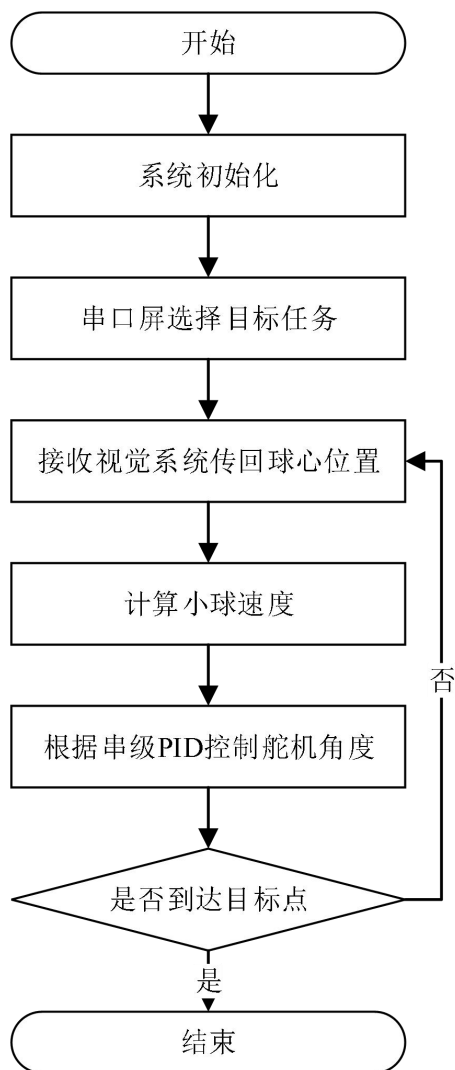 开始
系统初始化
串口屏选择目标任务
接收视觉系统传回球心位置
计算小球速度
否
根据串级PID控制舵机角度
是否到达目标点
是
结束